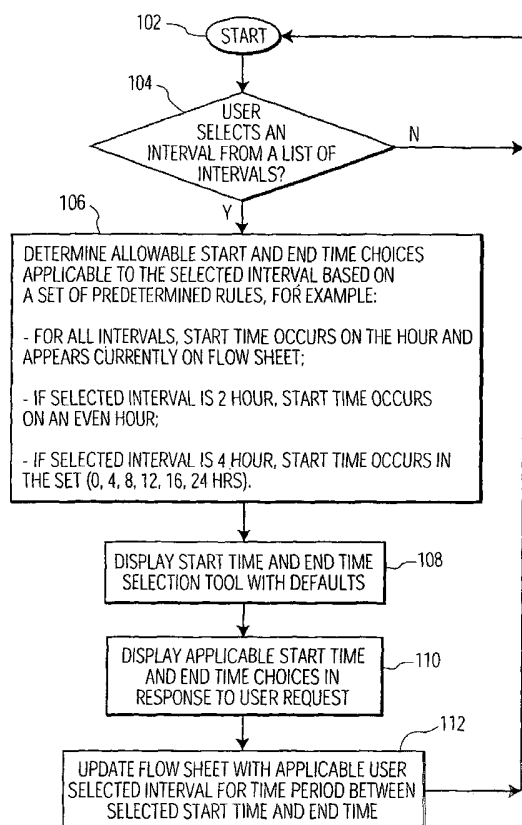 102
START
104
USER
SELECTS AN
INTERVAL FROM A LIST OF
INTERVALS?
N
Y
106
DETERMINE ALLOWABLE START AND END TIME CHOICES
APPLICABLE TO THE SELECTED INTERVAL BASED ON
A SET OF PREDETERMINED RULES, FOR EXAMPLE:
- FOR ALL INTERVALS, START TIME OCCURS ON THE HOUR AND
APPEARS CURRENTLY ON FLOW SHEET;
- IF SELECTED INTERVAL IS 2 HOUR, START TIME OCCURS
ON AN EVEN HOUR;
- IF SELECTED INTERVAL IS 4 HOUR, START TIME OCCURS IN
THE SET (0, 4, 8, 12, 16, 24 HRS).
DISPLAY START TIME AND END TIME
SELECTION TOOL WITH DEFAULTS
108
DISPLAY APPLICABLE START TIME
AND END TIME CHOICES IN
RESPONSE TO USER REQUEST
110
112
UPDATE FLOW SHEET WITH APPLICABLE USER
SELECTED INTERVAL FOR TIME PERIOD BETWEEN
SELECTED START TIME AND END TIME